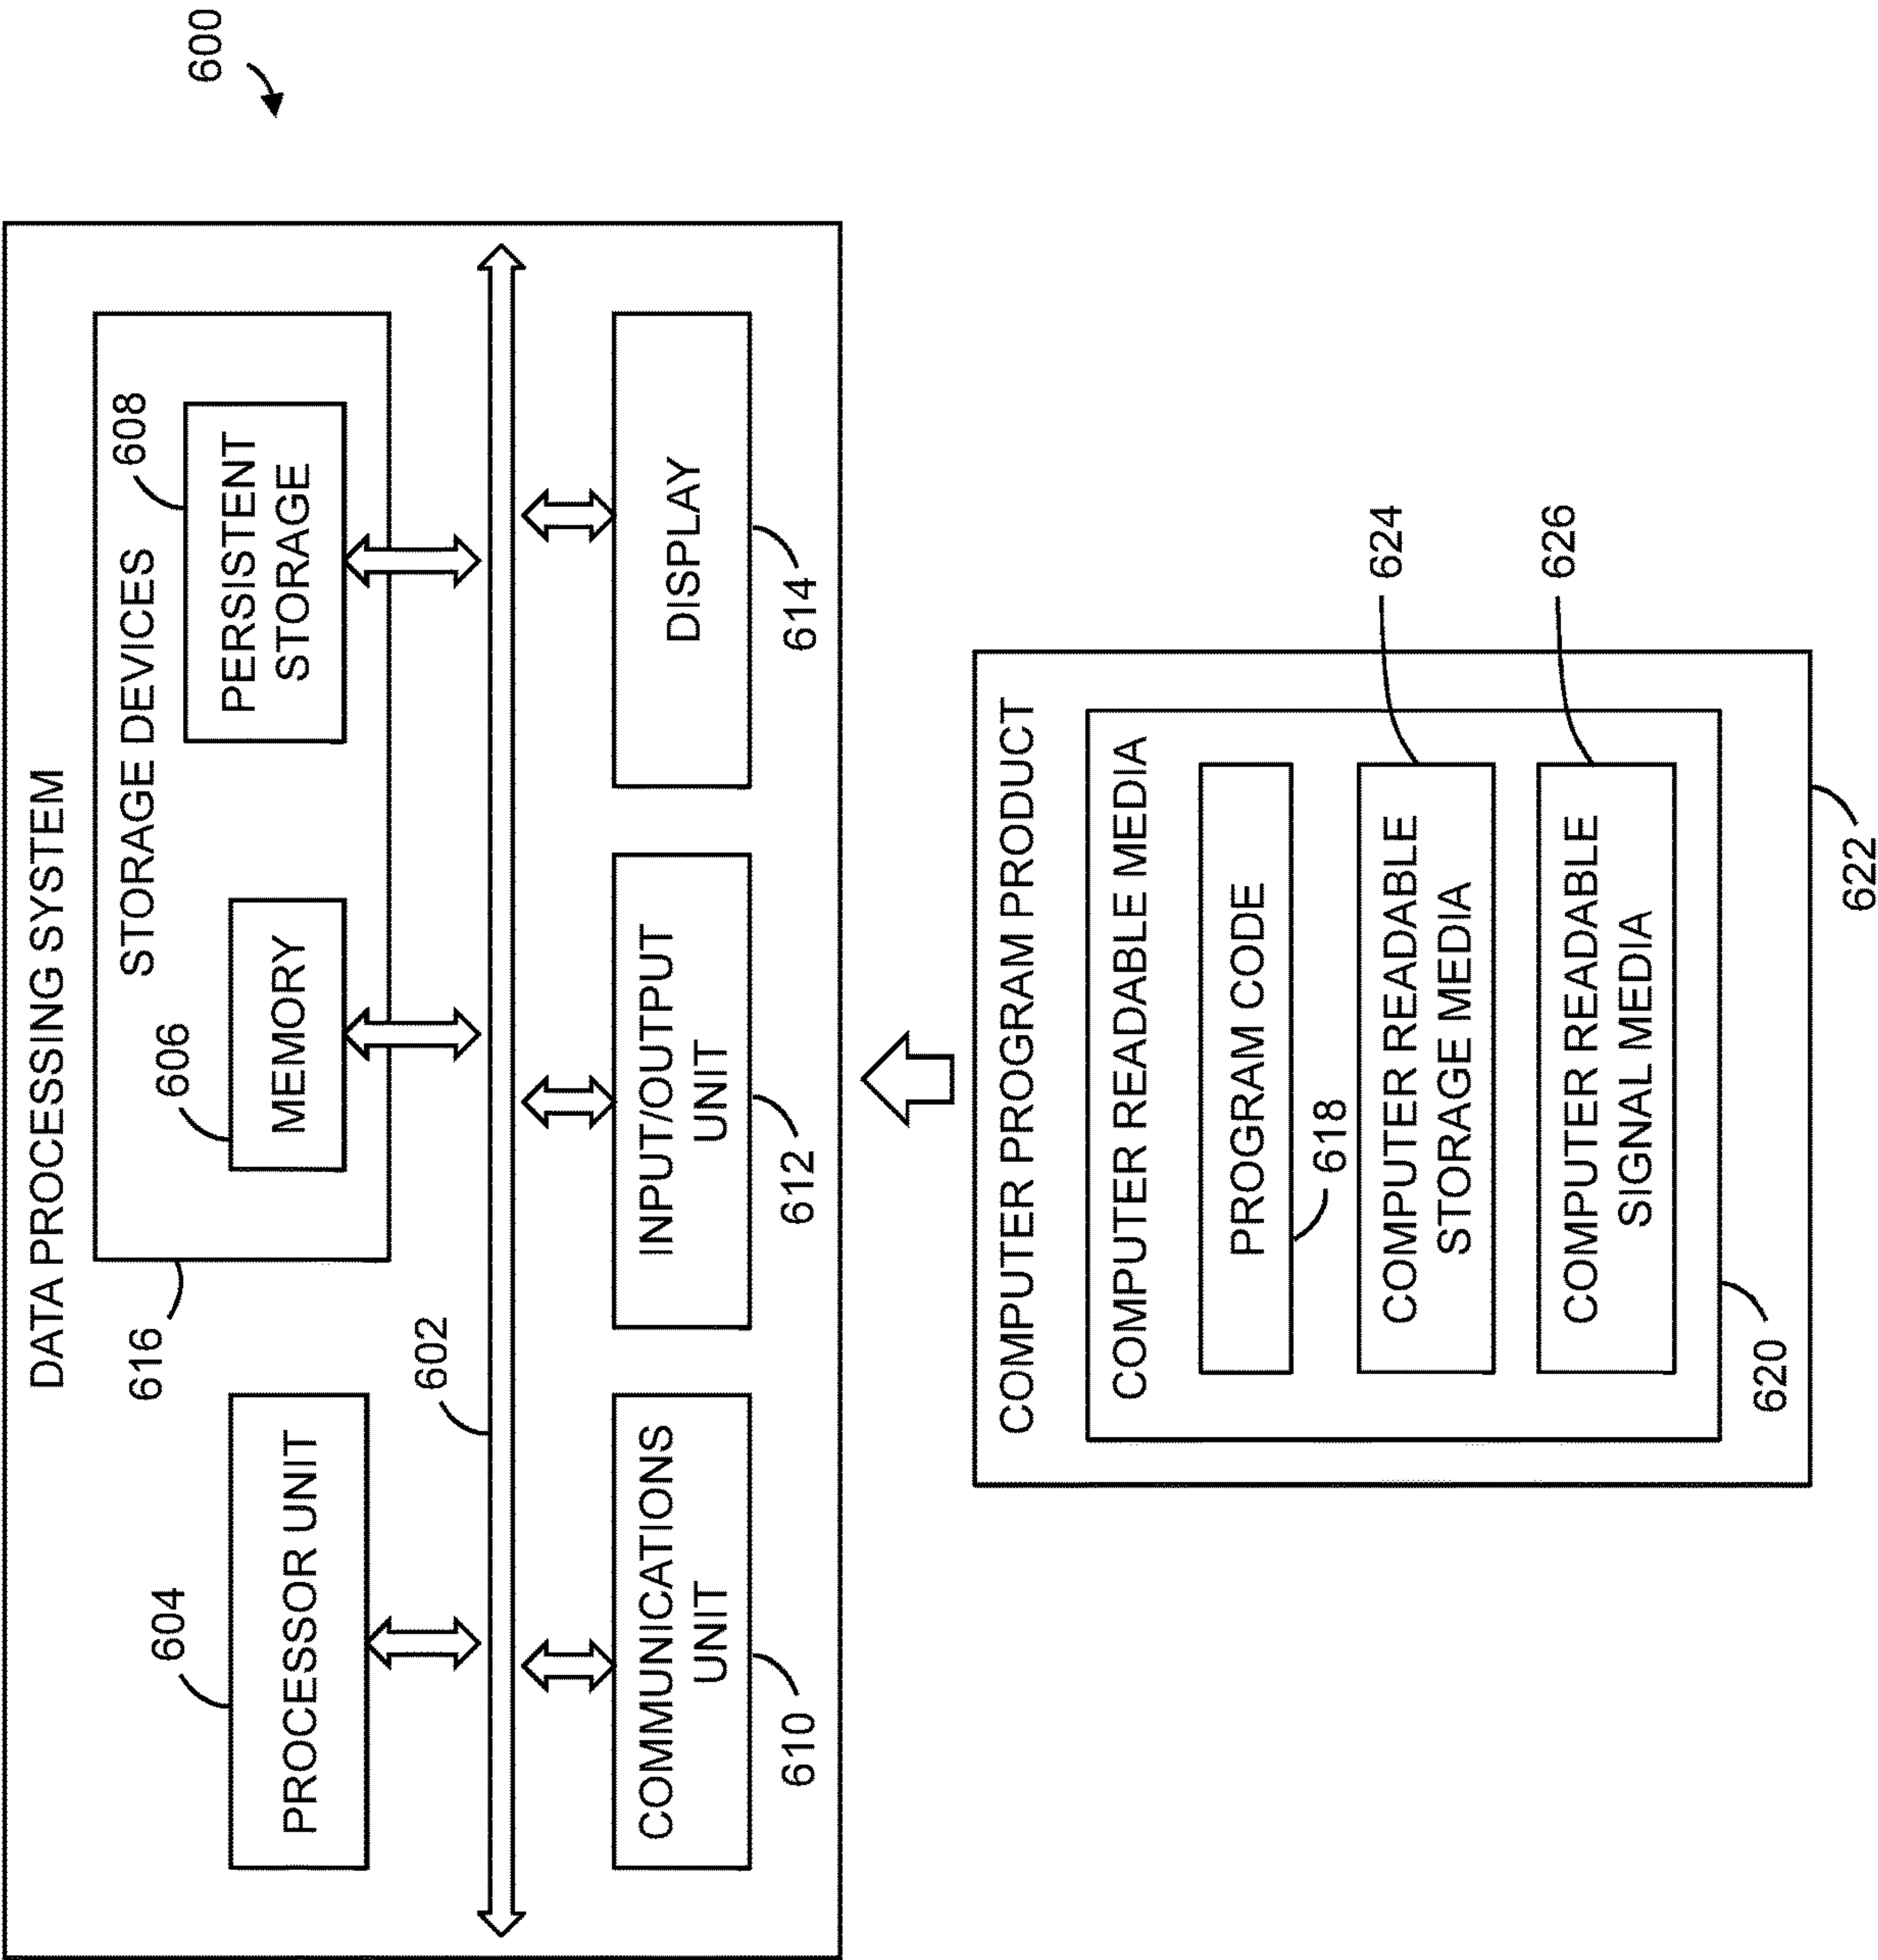 600
DATA PROCESSING SYSTEM
604
PROCESSOR UNIT
616
STORAGE DEVICES
606
MEMORY
608
PERSISTENT
STORAGE
602
COMMUNICATIONS
UNIT
610
INPUT/OUTPUT
UNIT
612
DISPLAY
614
COMPUTER PROGRAM PRODUCT
COMPUTER READABLE MEDIA
PROGRAM CODE
618
COMPUTER READABLE
STORAGE MEDIA
624
COMPUTER READABLE
SIGNAL MEDIA
626
620
622